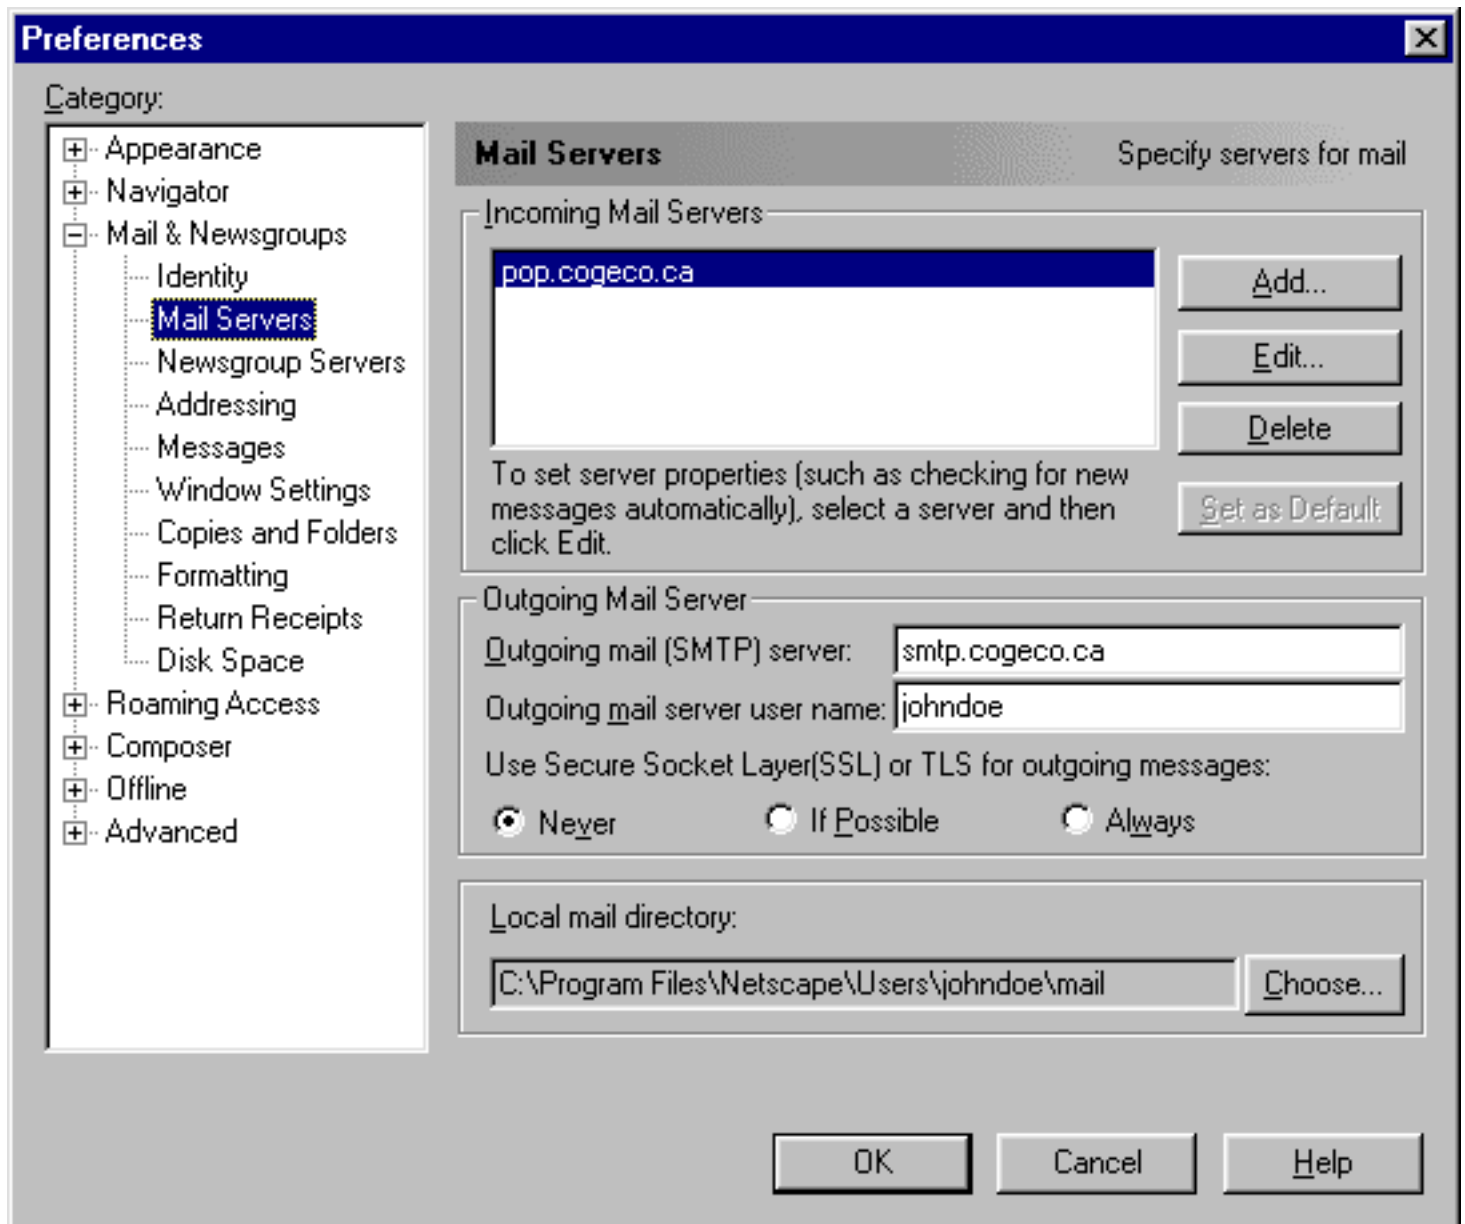 Preferences
Category:
Appearance
Navigator
Mail & Newsgroups
Identity
Mail Servers
Newsgroup Servers
Addressing
Messages
Window Settings
Copies and Folders
Formatting
Return Receipts
Disk Space
Roaming Access
Composer
Offline
Advanced
Mail Servers
Specify servers for mail
Incoming Mail Servers
pop.cogeco.ca
Add...
Edit...
Delete
Set as Default
To set server properties (such as checking for new
messages automatically), select a server and then
click Edit.
Outgoing Mail Server
Outgoing mail (SMTP) server:
smtp.cogeco.ca
Outgoing mail server user name:
johndoe
Use Secure Socket Layer(SSL) or TLS for outgoing messages:
Never
If Possible
Always
Local mail directory:
C:\Program Files\Netscape\Users\johndoe\mail
Choose...
OK
Cancel
Help